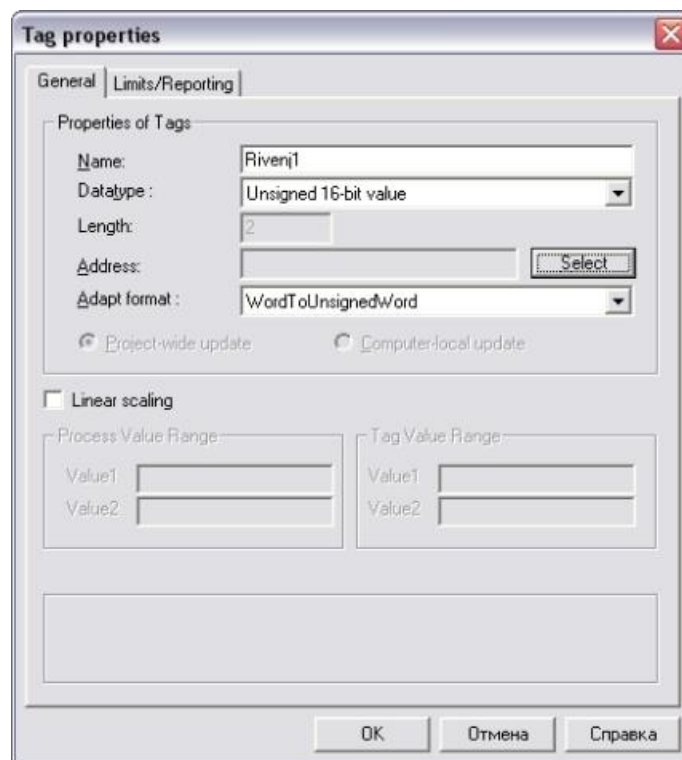 Tag properties
General Limits/Reporting
Properties of Tags
Name: Rivenj1
Datatype : Unsigned 16-bit value
Length: 2
Address: Select
Adapt format : WordToUnsignedWord
Project-wide update Computer-local update
Linear scaling
Process Value Range Tag Value Range
Value1 Value1
Value2 Value2
OK Отмена Справка